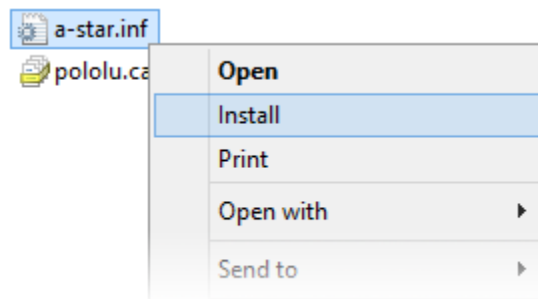 a-star.inf
pololu.ca
Open
Install
Print
Open with
Send to